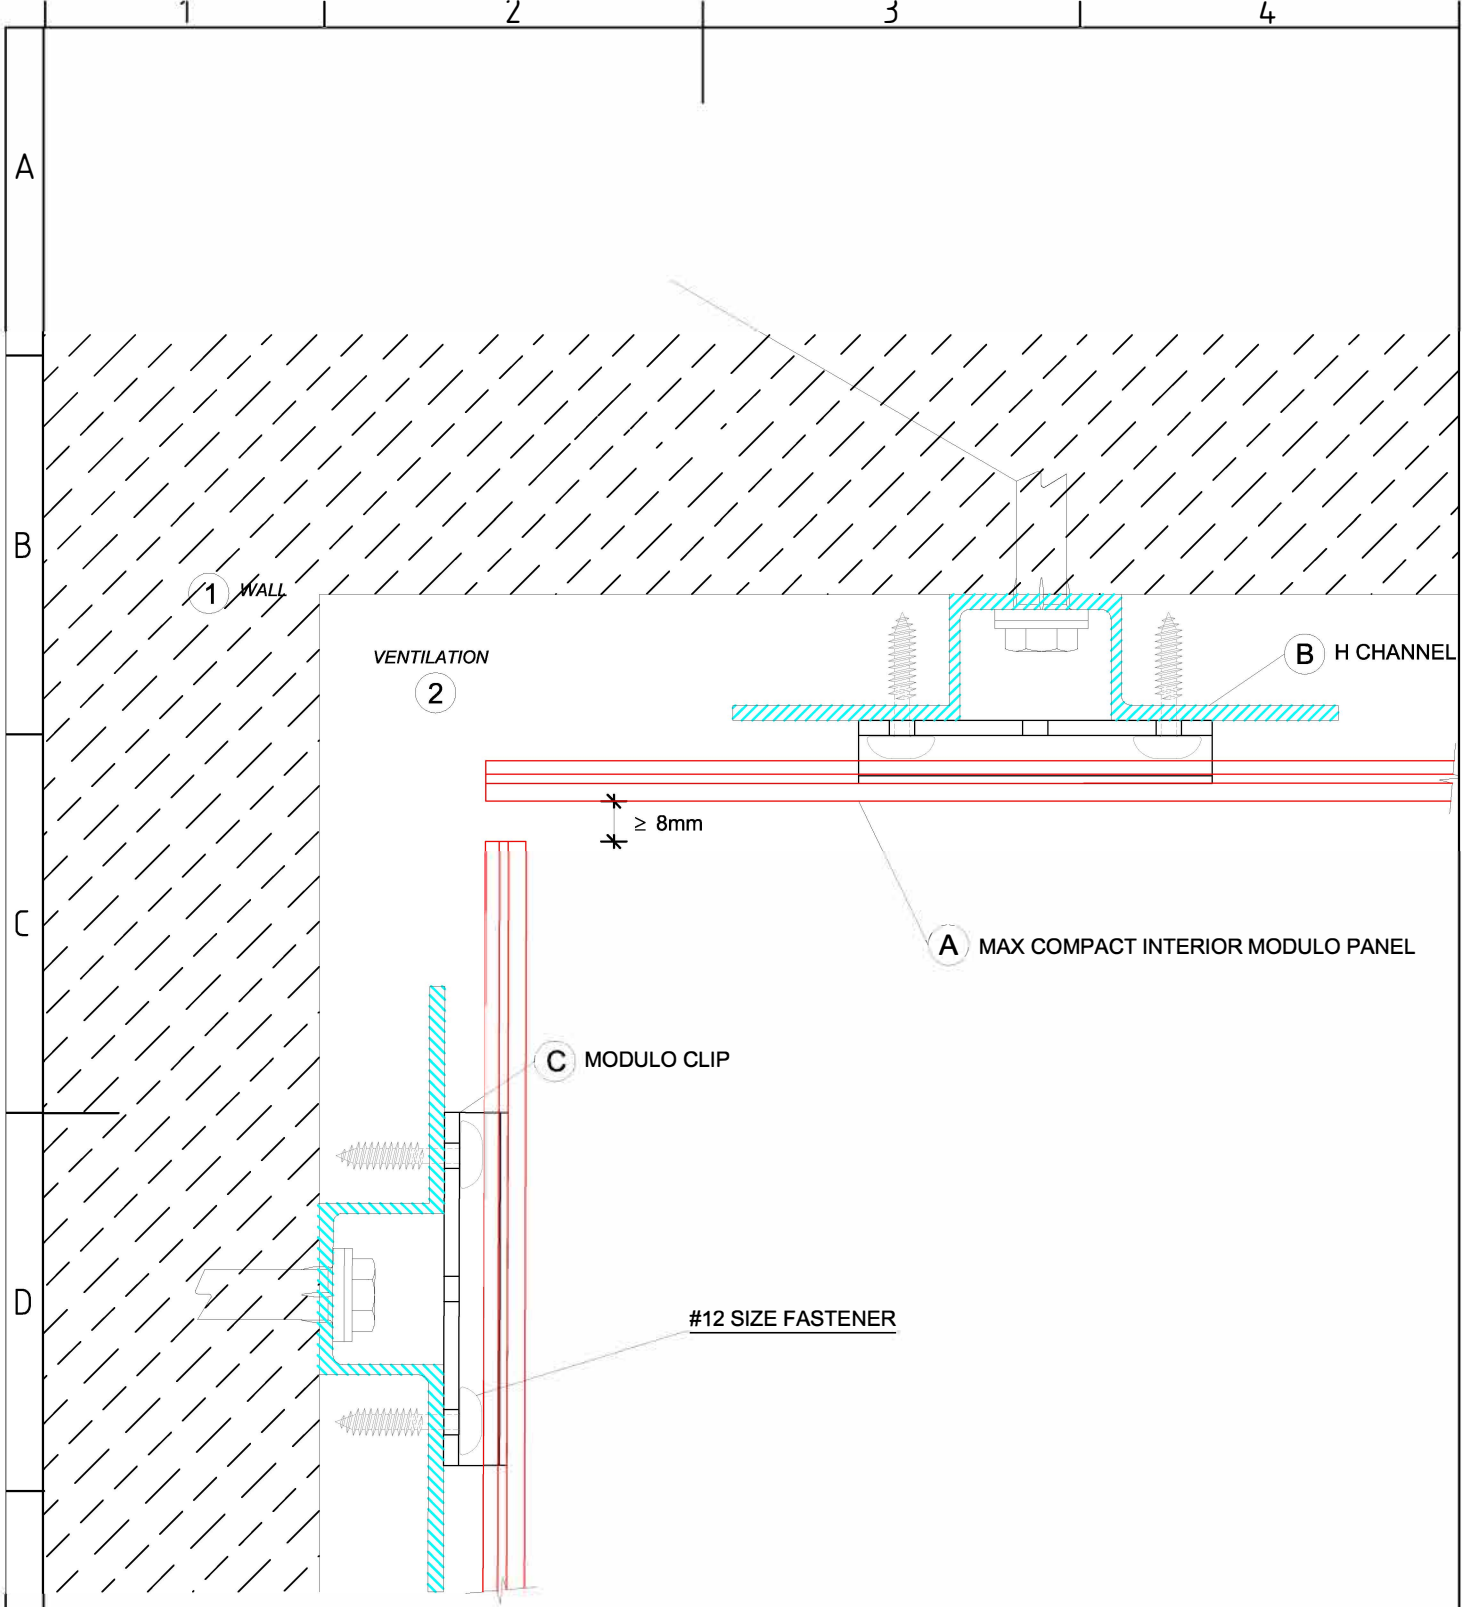 1 2 3 4
A
B
1 WALL
VENTILATION
2
B H CHANNEL
≥ 8mm
C
A MAX COMPACT INTERIOR MODULO PANEL
C MODULO CLIP
D
#12 SIZE FASTENER